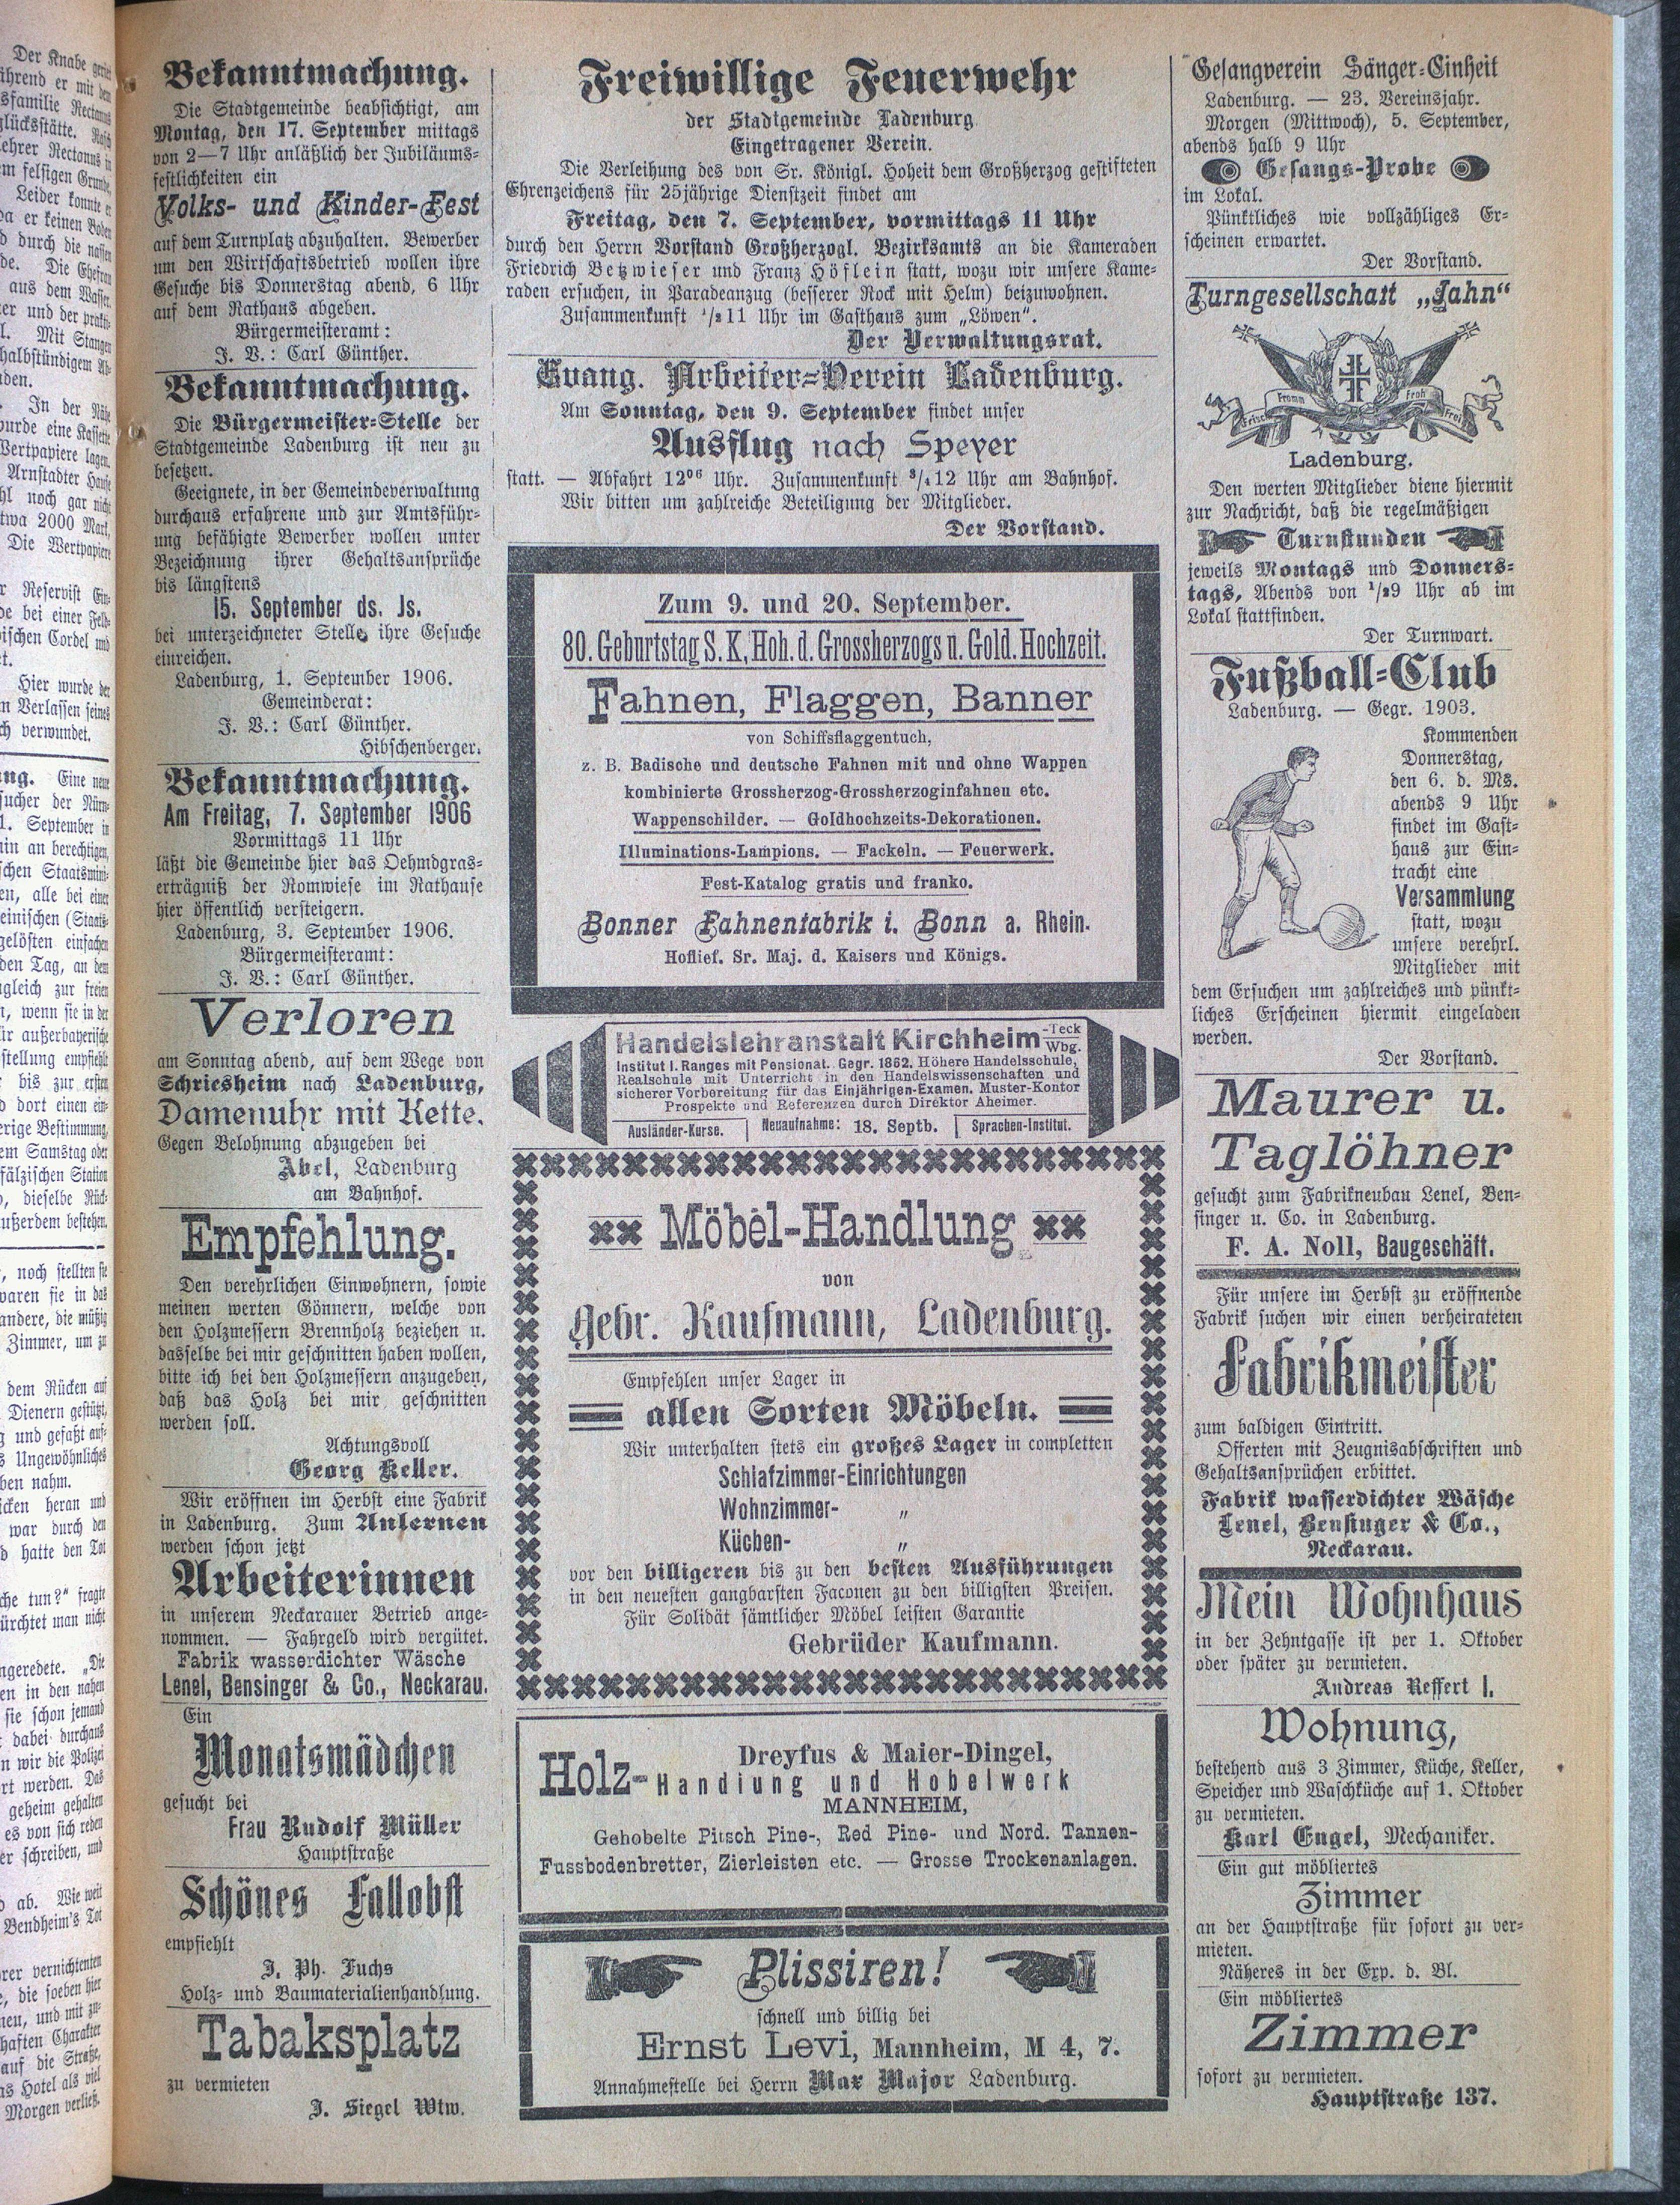 Bekanntmachung.
Die Stadtgemeinde beabsichtigt, am
Montag, den 17. September mittags
von 2—7 Uhr anläßlich der Jubiläums-
festlichkeiten ein
Volks- und Kinder-Fest
auf dem Turnplatz abzuhalten. Bewerber
um den Wirtschaftsbetrieb wollen ihre
Gesuche bis Donnerstag abend, 6 Uhr
auf dem Rathaus abgeben.
Bürgermeisteramt:
J. V.: Carl Günther.
Bekanntmachung.
Die Bürgermeister-Stelle der
Stadtgemeinde Ladenburg ist neu zu
besetzen.
Geeignete, in der Gemeindeverwaltung
durchaus erfahrene und zur Amtsführ-
ung befähigte Bewerber wollen unter
Bezeichnung ihrer Gehaltsansprüche
bis längstens
15. September ds. Js.
bei unterzeichneter Stelle ihre Gesuche
einreichen.
Ladenburg, 1. September 1906.
Gemeinderat:
J. V.: Carl Günther.
Hibschenberger.
Bekanntmachung.
Am Freitag, 7. September 1906
Vormittags 11 Uhr
läßt die Gemeinde hier das Oehmdgras-
erträgniß der Romwiese im Rathause
hier öffentlich versteigern.
Ladenburg, 3. September 1906.
Bürgermeisteramt:
J. V.: Carl Günther.
Verloren
am Sonntag abend, auf dem Wege von
Schriesheim nach Ladenburg,
Damenuhr mit Kette.
Gegen Belohnung abzugeben bei
Abel, Ladenburg
am Bahnhof.
Empfehlung.
Den verehrlichen Einwohnern, sowie
meinen werten Gönnern, welche von
den Holzmessern Brennholz beziehen u.
dasselbe bei mir geschnitten haben wollen,
bitte ich bei den Holzmessern anzugeben,
daß das Holz bei mir geschnitten
werden soll.
Achtungsvoll
Georg Keller.
Wir eröffnen im Herbst eine Fabrik
in Ladenburg. Zum Anlernen
werden schon jetzt
Arbeiterinnen
in unserem Neckarauer Betrieb ange-
nommen. — Fahrgeld wird vergütet.
Fabrik wasserdichter Wäsche
Lenel, Bensinger & Co., Neckarau.
Ein
Monatsmädchen
gesucht bei
Frau Rudolf Müller
Hauptstraße
Schönes Fallobst
empfiehlt
J. Ph. Fuchs
Holz- und Baumaterialienhandlung.
Tabaksplatz
zu vermieten
J. Siegel Wtw.
Freiwillige Feuerwehr
der Stadtgemeinde Ladenburg
Eingetragener Verein.
Die Verleihung des von Sr. Königl. Hoheit dem Großherzog gestifteten
Ehrenzeichens für 25jährige Dienstzeit findet am
Freitag, den 7. September, vormittags 11 Uhr
durch den Herrn Vorstand Großherzogl. Bezirksamts an die Kameraden
Friedrich Betzwieser und Franz Höflein statt, wozu wir unsere Kame-
raden ersuchen, in Paradeanzug (besserer Rock mit Helm) beizuwohnen.
Zusammenkunft 1/2 11 Uhr im Gasthaus zum „Löwen“.
Der Verwaltungsrat.
Evang. Arbeiter-Verein Ladenburg.
Am Sonntag, den 9. September findet unser
Ausflug nach Speyer
statt. — Abfahrt 12⁰⁶ Uhr. Zusammenkunft 3/4 12 Uhr am Bahnhof.
Wir bitten um zahlreiche Beteiligung der Mitglieder.
Der Vorstand.
Zum 9. und 20. September.
80. Geburtstag S. K. Hoh. d. Grossherzogs u. Gold. Hochzeit.
Fahnen, Flaggen, Banner
von Schiffsflaggentuch,
z. B. Badische und deutsche Fahnen mit und ohne Wappen
kombinierte Grossherzog-Grossherzoginfahnen etc.
Wappenschilder. — Goldhochzeits-Dekorationen.
Illuminations-Lampions. — Fackeln. — Feuerwerk.
Fest-Katalog gratis und franko.
Bonner Fahnenfabrik i. Bonn a. Rhein.
Hoflief. Sr. Maj. d. Kaisers und Königs.
Handelslehranstalt Kirchheim -Teck Wbg.
Institut I. Ranges mit Pensionat. Gegr. 1862. Höhere Handelsschule,
Realschule mit Unterricht in den Handelswissenschaften und
sicherer Vorbereitung für das Einjährigen-Examen. Muster-Kontor
Prospekte und Referenzen durch Direktor Aheimer.
Ausländer-Kurse. Neuaufnahme: 18. Septb. Sprachen-Institut.
Möbel-Handlung
von
Gebr. Kaufmann, Ladenburg.
Empfehlen unser Lager in
allen Sorten Möbeln.
Wir unterhalten stets ein großes Lager in completten
Schlafzimmer-Einrichtungen
Wohnzimmer- „
Küchen- „
vor den billigeren bis zu den besten Ausführungen
in den neuesten gangbarsten Faconen zu den billigsten Preisen.
Für Solidät sämtlicher Möbel leisten Garantie
Gebrüder Kaufmann.
Dreyfus & Maier-Dingel,
Holz-Handlung und Hobelwerk
MANNHEIM,
Gehobelte Pitsch Pine-, Red Pine- und Nord. Tannen-
Fussbodenbretter, Zierleisten etc. — Grosse Trockenanlagen.
Plissiren!
schnell und billig bei
Ernst Levi, Mannheim, M 4, 7.
Annahmestelle bei Herrn Max Major Ladenburg.
Gesangverein Sänger-Einheit
Ladenburg. — 23. Vereinsjahr.
Morgen (Mittwoch), 5. September,
abends halb 9 Uhr
Gesangs-Probe
im Lokal.
Pünktliches wie vollzähliges Er-
scheinen erwartet.
Der Vorstand.
Turngesellschaft „Jahn“
Frisch Fromm Froh Frei
Ladenburg.
Den werten Mitglieder diene hiermit
zur Nachricht, daß die regelmäßigen
Turnstunden
jeweils Montags und Donners-
tags, Abends von 1/2 9 Uhr ab im
Lokal stattfinden.
Der Turnwart.
Fußball-Club
Ladenburg. — Gegr. 1903.
Kommenden
Donnerstag,
den 6. d. Ms.
abends 9 Uhr
findet im Gast-
haus zur Ein-
tracht eine
Versammlung
statt, wozu
unsere verehrl.
Mitglieder mit
dem Ersuchen um zahlreiches und pünkt-
liches Erscheinen hiermit eingeladen
werden.
Der Vorstand.
Maurer u.
Taglöhner
gesucht zum Fabrikneubau Lenel, Ben-
singer u. Co. in Ladenburg.
F. A. Noll, Baugeschäft.
Für unsere im Herbst zu eröffnende
Fabrik suchen wir einen verheirateten
Fabrikmeister
zum baldigen Eintritt.
Offerten mit Zeugnisabschriften und
Gehaltsansprüchen erbittet.
Fabrik wasserdichter Wäsche
Lenel, Bensinger & Co.,
Neckarau.
Mein Wohnhaus
in der Zehntgasse ist per 1. Oktober
oder später zu vermieten.
Andreas Reffert I.
Wohnung,
bestehend aus 3 Zimmer, Küche, Keller,
Speicher und Waschküche auf 1. Oktober
zu vermieten.
Karl Engel, Mechaniker.
Ein gut möbliertes
Zimmer
an der Hauptstraße für sofort zu ver-
mieten.
Näheres in der Exp. d. Bl.
Ein möbliertes
Zimmer
sofort zu vermieten.
Hauptstraße 137.